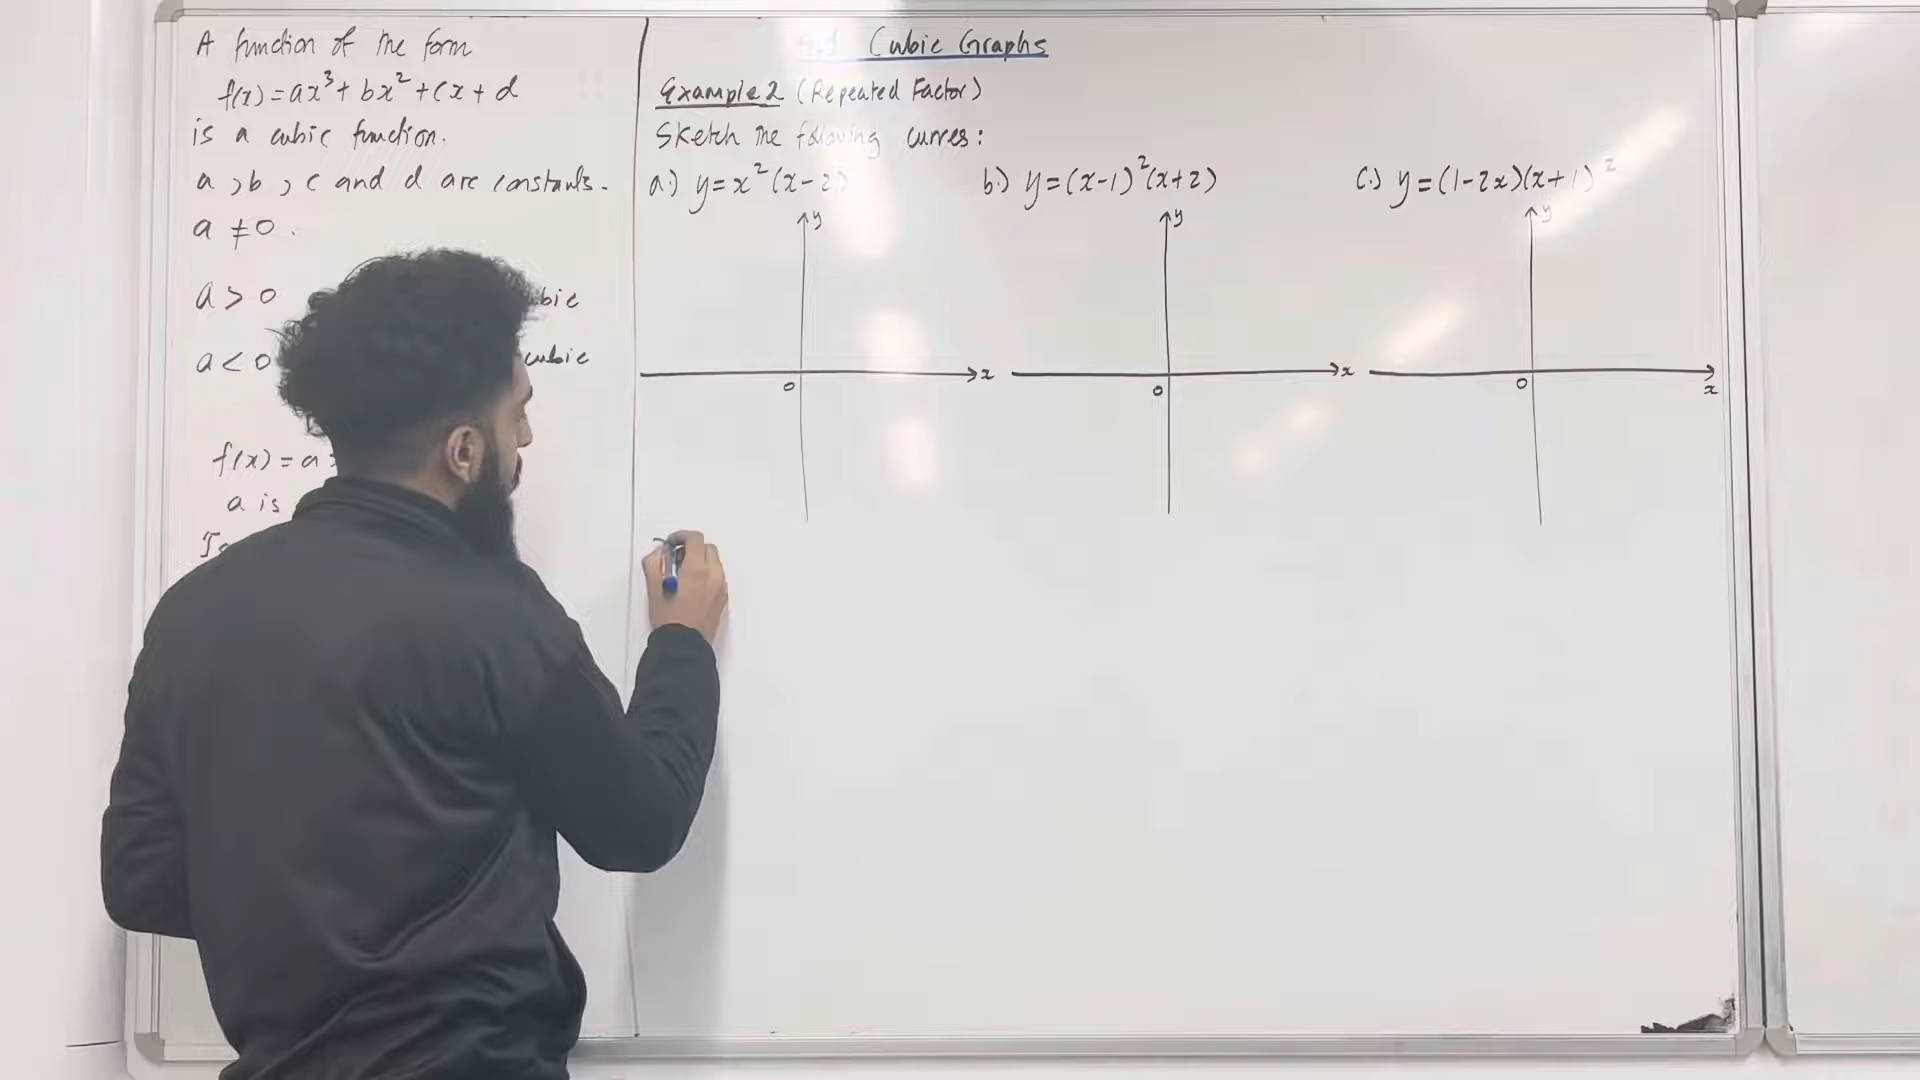 A function of the form
f(x)=ax³+bx²+cx+d
is a cubic function.
a, b, c and d are constants.
a ≠ 0.
a > 0
a < 0 cubic
f(x) = a
a is
Cubic Graphs
Example 2 (Repeated Factor)
Sketch the following curves:
a.) y=x²(x-2)
b.) y=(x-1)²(x+2)
c.) y=(1-2x)(x+1)²
y
x
0
y
x
0
y
x
0